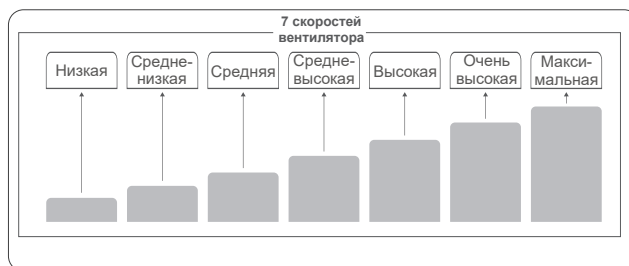 7 скоростей
вентилятора
Низкая
Средне-
низкая
Средняя
Средне-
высокая
Высокая
Очень
высокая
Макси-
мальная